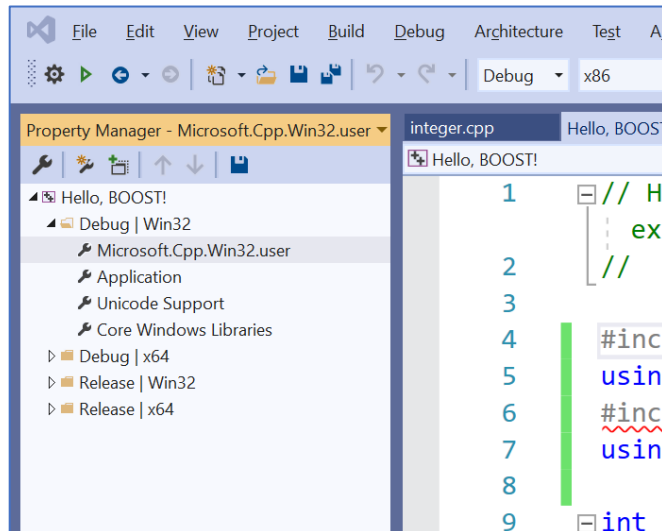 File Edit View Project Build Debug Architecture Test
Debug x86
Property Manager - Microsoft.Cpp.Win32.user
integer.cpp Hello, BOOST
Hello, BOOST!
Hello, BOOST!
Debug | Win32
Microsoft.Cpp.Win32.user
Application
Unicode Support
Core Windows Libraries
Debug | x64
Release | Win32
Release | x64
1 // H
ex
2 //
3
4 #inc
5 usin
6 #inc
7 usin
8
9 int